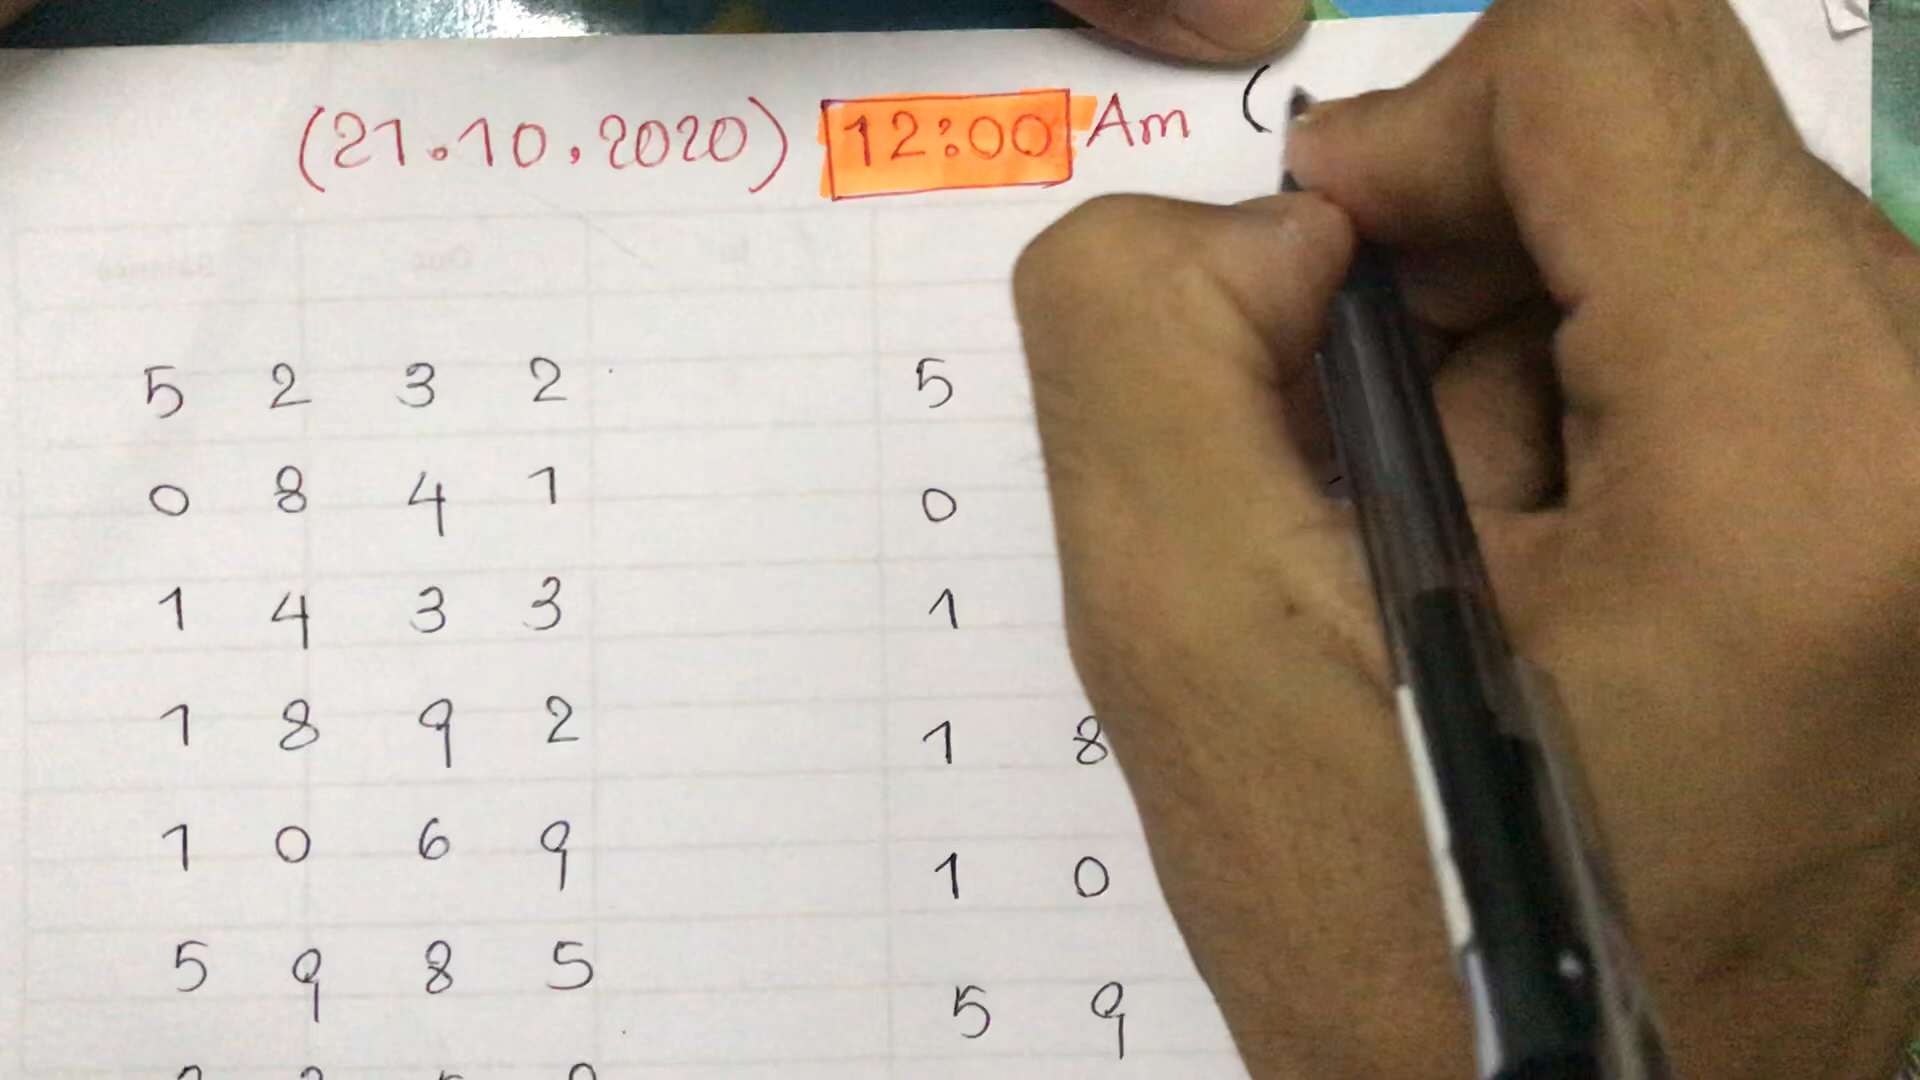 (21.10.2020) 12:00 Am (
5 2 3 2 5
0 8 4 1 0
1 4 3 3 1
1 8 9 2 1 8
1 0 6 9 1 0
5 9 8 5 5 9